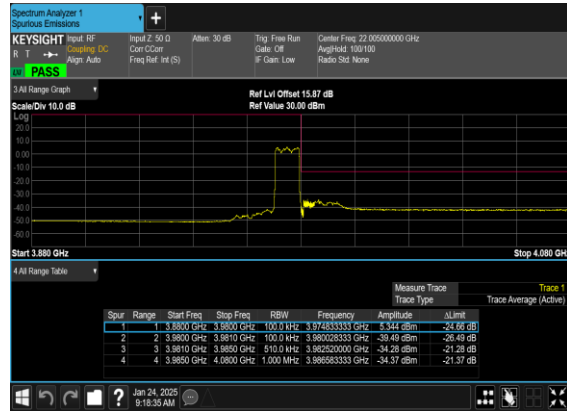 Spectrum Analyzer 1
Spurious Emissions
+
KEYSIGHT Input: RF Input Z: 50 Ω Atten: 30 dB Trig: Free Run Center Freq: 22.005000000 GHz
R T Coupling: DC Corr CCorr Gate: Off Avg|Hold: 100/100
Align: Auto Freq Ref: Int (S) IF Gain: Low Radio Std: None
PASS
3 All Range Graph
Ref Lvl Offset 15.87 dB
Scale/Div 10.0 dB Ref Value 30.00 dBm
Log
20.0
10.0
0.00
-10.0
-20.0
-30.0
-40.0
-50.0
-60.0
Start 3.880 GHz Stop 4.080 GHz
4 All Range Table
Measure Trace Trace 1
Trace Type Trace Average (Active)
Spur Range Start Freq Stop Freq RBW Frequency Amplitude ΔLimit
1 1 3.8800 GHz 3.9800 GHz 100.0 kHz 3.974833333 GHz 5.344 dBm -24.66 dB
2 2 3.9800 GHz 3.9810 GHz 100.0 kHz 3.980028333 GHz -39.49 dBm -26.49 dB
3 3 3.9810 GHz 3.9850 GHz 510.0 kHz 3.982520000 GHz -34.28 dBm -21.28 dB
4 4 3.9850 GHz 4.0800 GHz 1.000 MHz 3.986583333 GHz -34.37 dBm -21.37 dB
? Jan 24, 2025
9:18:35 AM